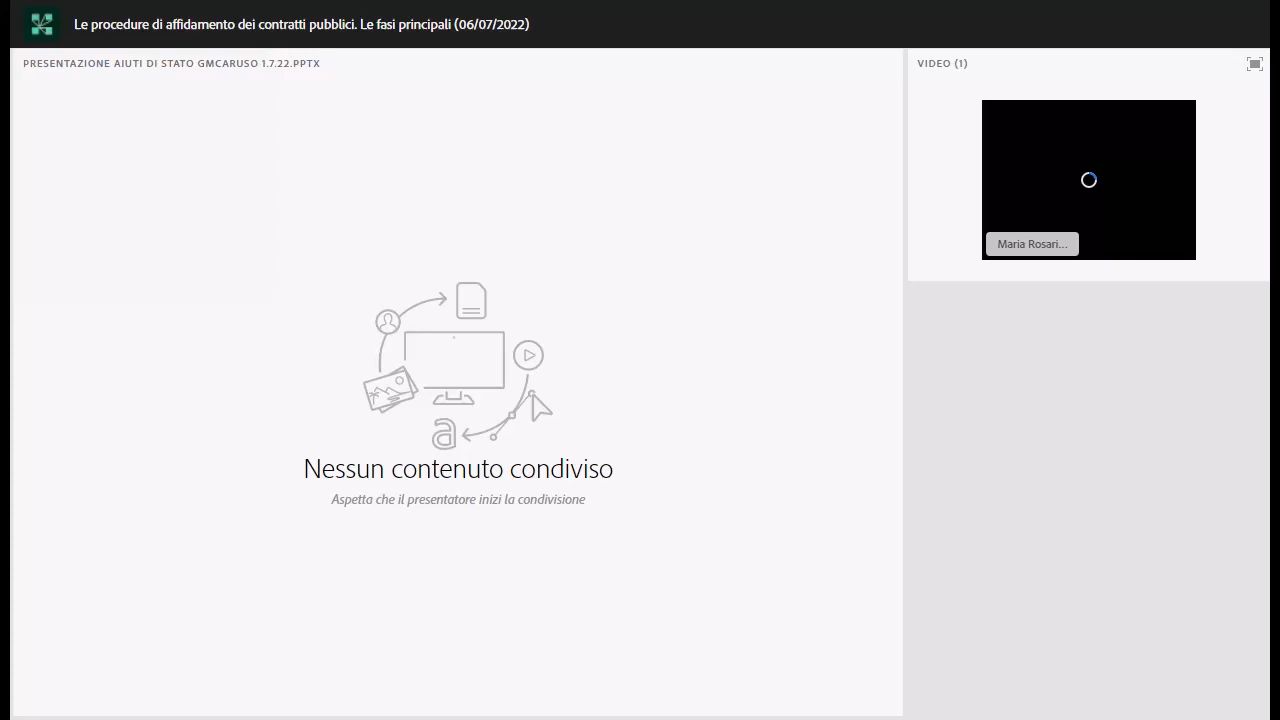 Le procedure di affidamento dei contratti pubblici. Le fasi principali (06/07/2022)
PRESENTAZIONE AIUTI DI STATO GMCARUSO 1.7.22.PPTX
VIDEO (1)
Maria Rosari...
a
Nessun contenuto condiviso
Aspetta che il presentatore inizi la condivisione